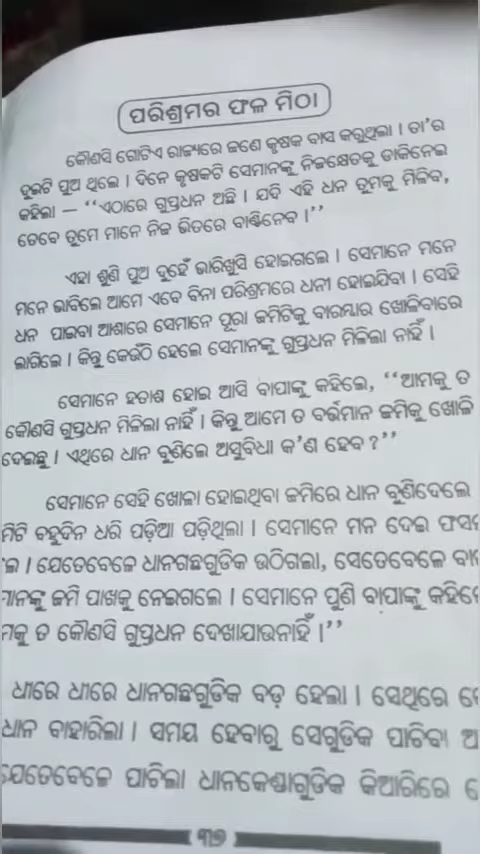 ପରିଶ୍ରମର ଫଳ ମିଠା
କୌଣସି ଗୋଟିଏ ରାଜ୍ୟରେ ଜଣେ କୃଷକ ବାସ କରୁଥିଲା । ତା’ର
ଦୁଇଟି ପୁଅ ଥିଲେ । ଦିନେ କୃଷକଟି ସେମାନଙ୍କୁ ନିଜକ୍ଷେତକୁ ଡାକିନେଇ
କହିଲା — ‘‘ଏଠାରେ ଗୁପ୍ତଧନ ଅଛି । ଯଦି ଏହି ଧନ ତୁମକୁ ମିଳିବ,
ତେବେ ତୁମେ ମାନେ ନିଜ ଭିତରେ ବାଣ୍ଟିନେବ ।’’
ଏହା ଶୁଣି ପୁଅ ଦୁହେଁ ଭାରିଖୁସି ହୋଇଗଲେ । ସେମାନେ ମନେ
ମନେ ଭାବିଲେ ଆମେ ଏବେ ବିନା ପରିଶ୍ରମରେ ଧନୀ ହୋଇଯିବା । ସେହି
ଧନ ପାଇବା ଆଶାରେ ସେମାନେ ପୂରା ଜମିଟିକୁ ବାରମ୍ବାର ଖୋଳିବାରେ
ଲାଗିଲେ । କିନ୍ତୁ କେଉଁଠି ହେଲେ ସେମାନଙ୍କୁ ଗୁପ୍ତଧନ ମିଳିଲା ନାହିଁ ।
ସେମାନେ ହତାଶ ହୋଇ ଆସି ବାପାଙ୍କୁ କହିଲେ, ‘‘ଆମକୁ ତ
କୌଣସି ଗୁପ୍ତଧନ ମିଳିଲା ନାହିଁ । କିନ୍ତୁ ଆମେ ତ ବର୍ତ୍ତମାନ ଜମିକୁ ଖୋଳି
ଦେଇଛୁ । ଏଥିରେ ଧାନ ବୁଣିଲେ ଅସୁବିଧା କ’ଣ ହେବ ?’’
ସେମାନେ ସେହି ଖୋଳା ହୋଇଥିବା ଜମିରେ ଧାନ ବୁଣିଦେଲେ
ମିଟି ବହୁଦିନ ଧରି ପଡ଼ିଆ ପଡ଼ିଥିଲା । ସେମାନେ ମନ ଦେଇ ଫସ
। ଯେତେବେଳେ ଧାନଗଛଗୁଡିକ ଉଠିଗଲା, ସେତେବେଳେ ବା
ମାନଙ୍କୁ ଜମି ପାଖକୁ ନେଇଗଲେ । ସେମାନେ ପୁଣି ବାପାଙ୍କୁ କହିଲେ
ମକୁ ତ କୌଣସି ଗୁପ୍ତଧନ ଦେଖାଯାଉନାହିଁ ।’’
ଧୀରେ ଧୀରେ ଧାନଗଛଗୁଡିକ ବଡ଼ ହେଲା । ସେଥିରେ
ଧାନ ବାହାରିଲା । ସମୟ ହେବାରୁ ସେଗୁଡିକ ପାଚିବା
ଯେତେବେଳେ ପାଚିଲା ଧାନକେଣ୍ଡାଗୁଡିକ କିଆରିରେ
୩୭